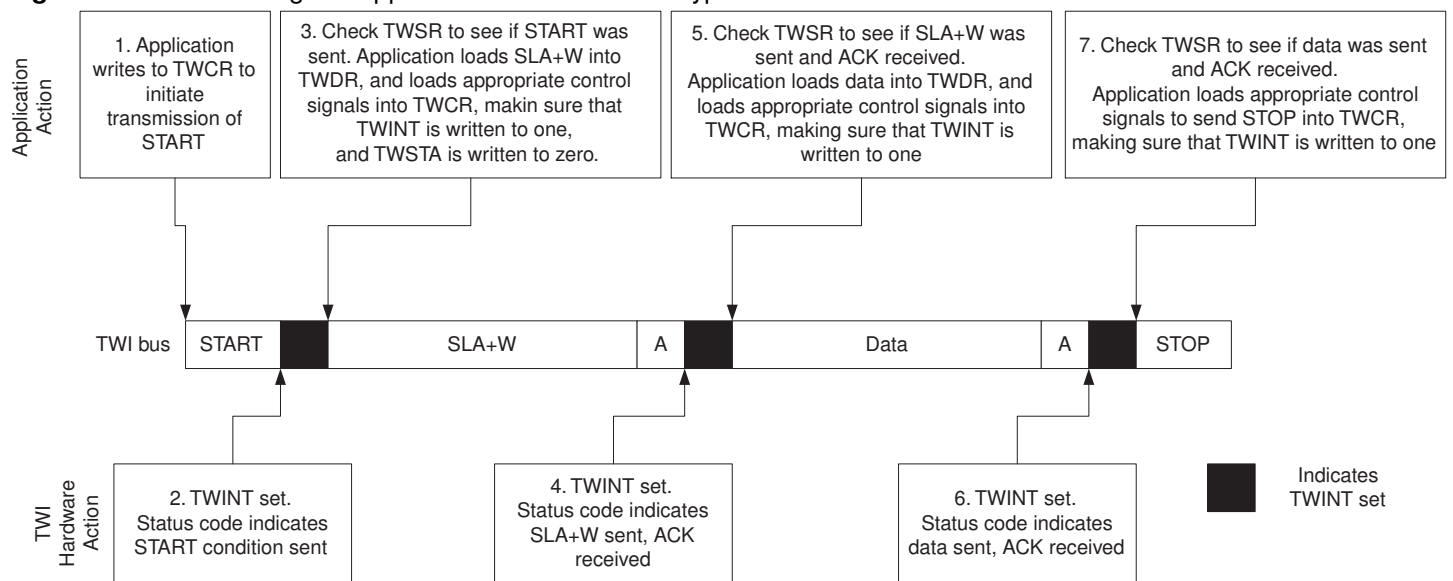 1. Application
writes to TWCR to
initiate
transmission of
START
3. Check TWSR to see if START was
sent. Application loads SLA+W into
TWDR, and loads appropriate control
signals into TWCR, makin sure that
TWINT is written to one,
and TWSTA is written to zero.
5. Check TWSR to see if SLA+W was
sent and ACK received.
Application loads data into TWDR, and
loads appropriate control signals into
TWCR, making sure that TWINT is
written to one
7. Check TWSR to see if data was sent
and ACK received.
Application loads appropriate control
signals to send STOP into TWCR,
making sure that TWINT is written to one
Application
Action
TWI bus
START
SLA+W
A
Data
A
STOP
TWI
Hardware
Action
2. TWINT set.
Status code indicates
START condition sent
4. TWINT set.
Status code indicates
SLA+W sent, ACK
received
6. TWINT set.
Status code indicates
data sent, ACK received
Indicates
TWINT set